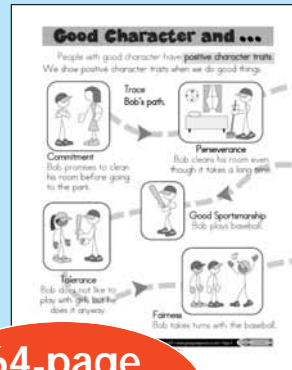 Good Character and •••
People with good character have positive character traits.
We show positive character traits when we do good things.
Trace
Bob's path.
Commitment
Bob promises to clean
his room before going
to the park.
Perseverance
Bob cleans his room even
though it takes a long time.
Good Sportsmanship
Bob plays baseball.
Tolerance
Bob does not like to
play with girls but he
does it anyway.
Fairness
Bob takes turns with the baseball.
64-page